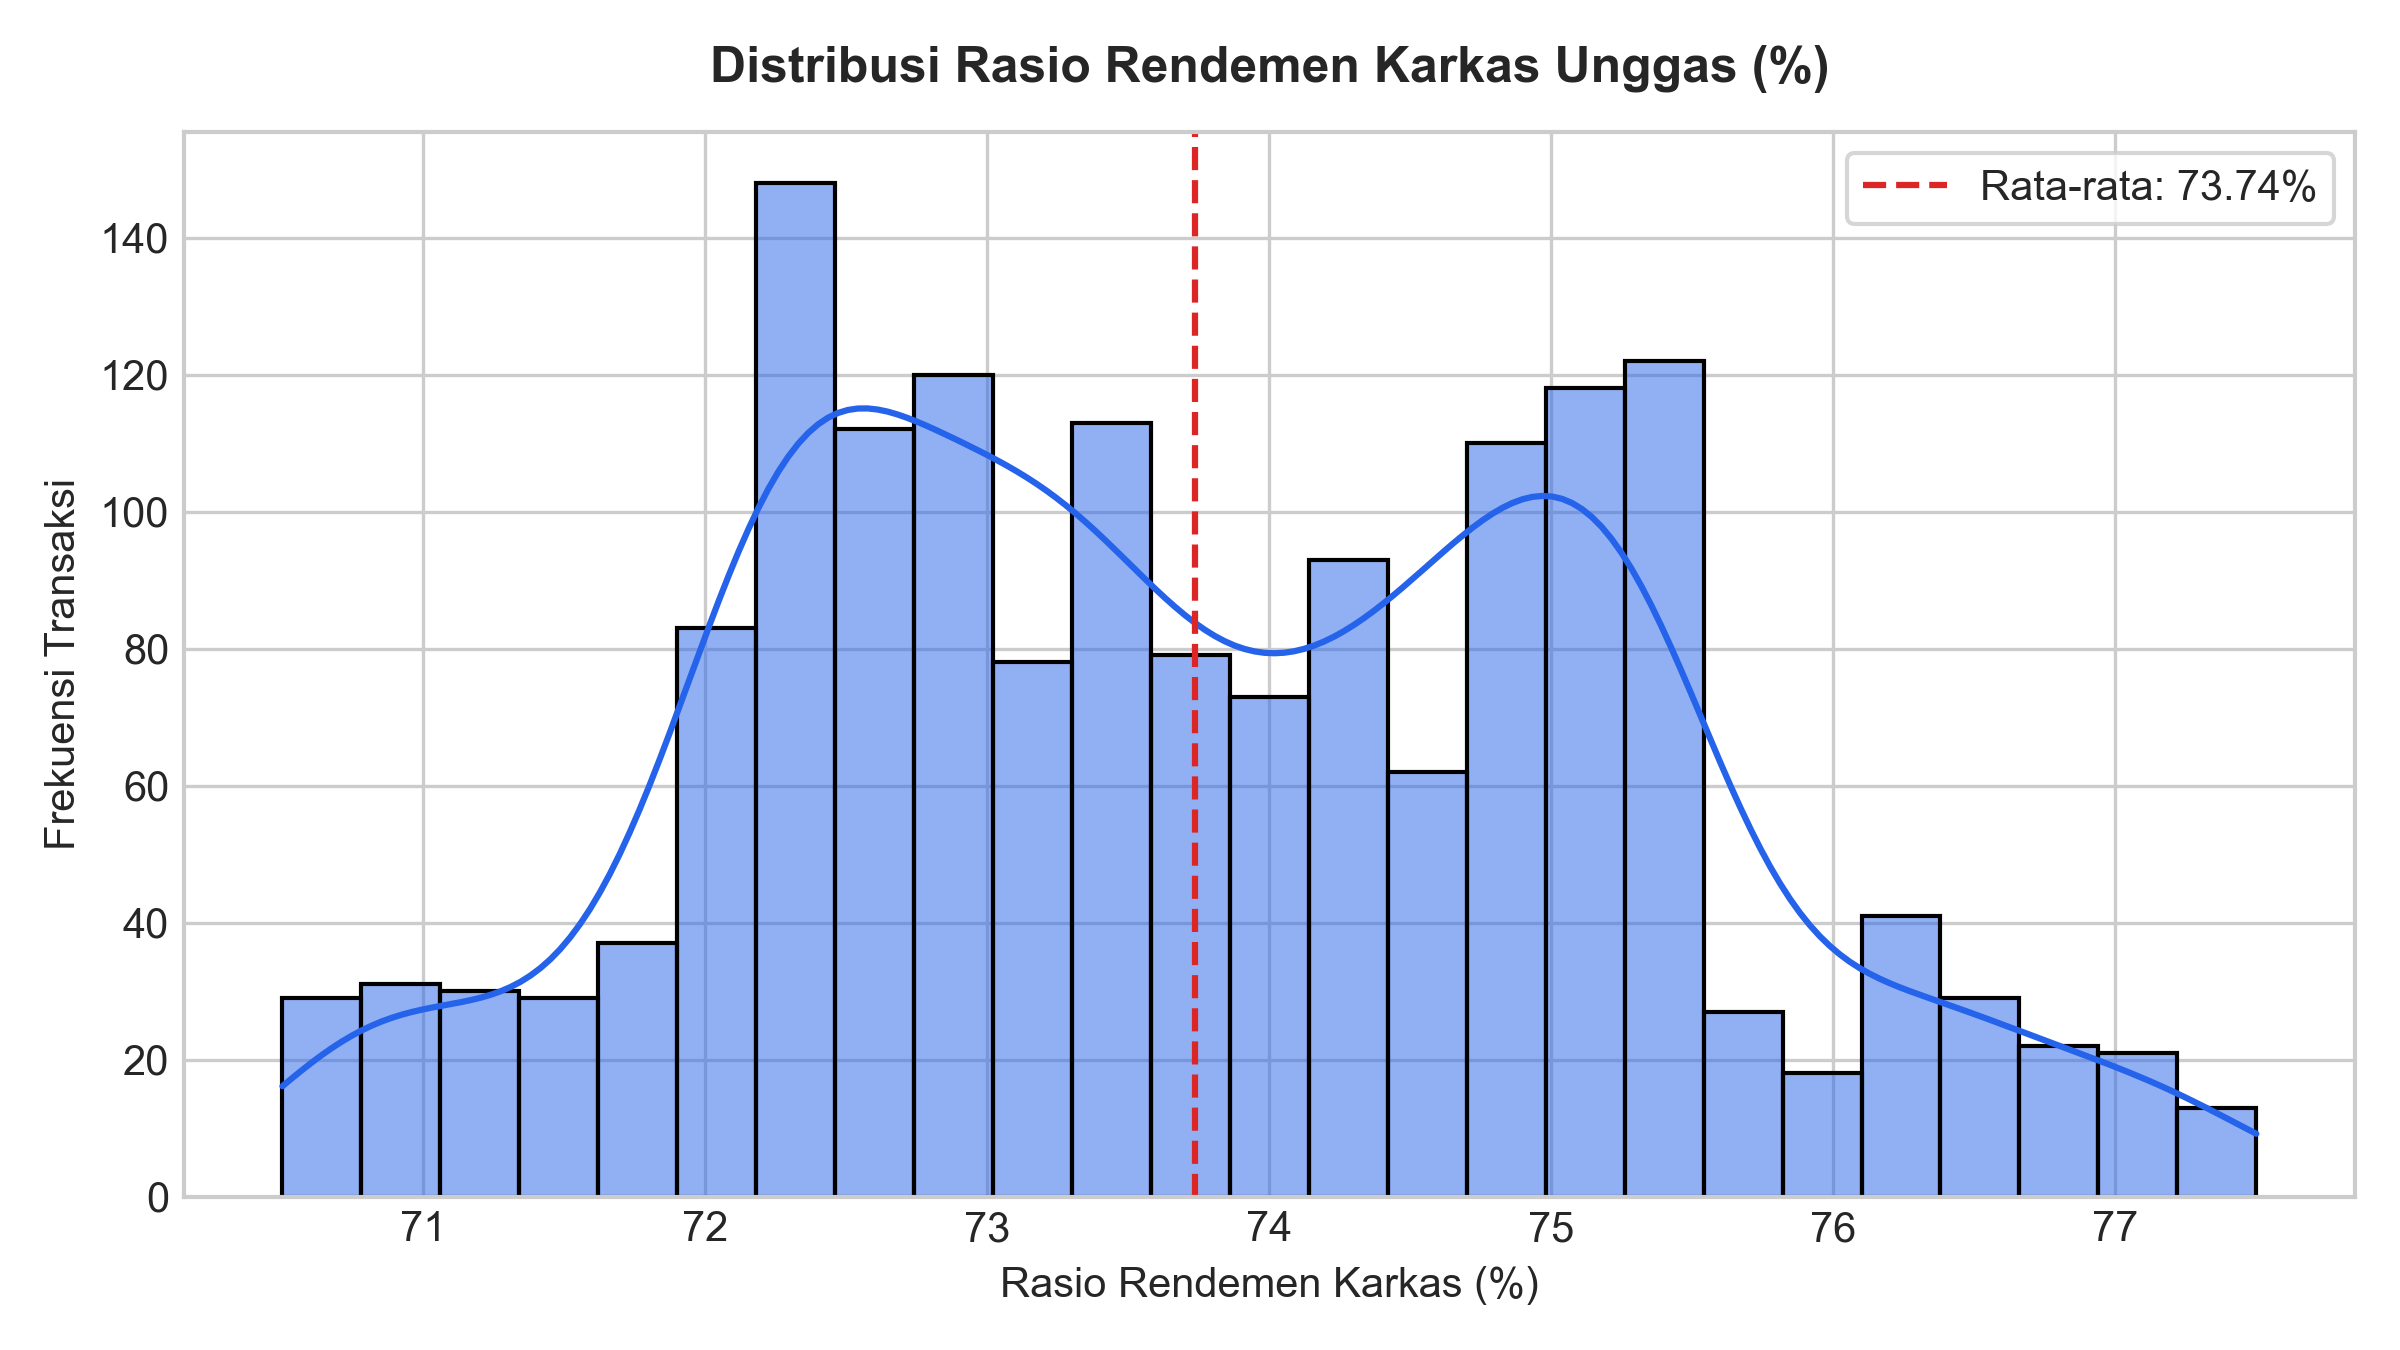 Distribusi Rasio Rendemen Karkas Unggas (%)
Rata-rata: 73.74%
Frekuensi Transaksi
140
120
100
80
60
40
20
0
71 72 73 74 75 76 77
Rasio Rendemen Karkas (%)